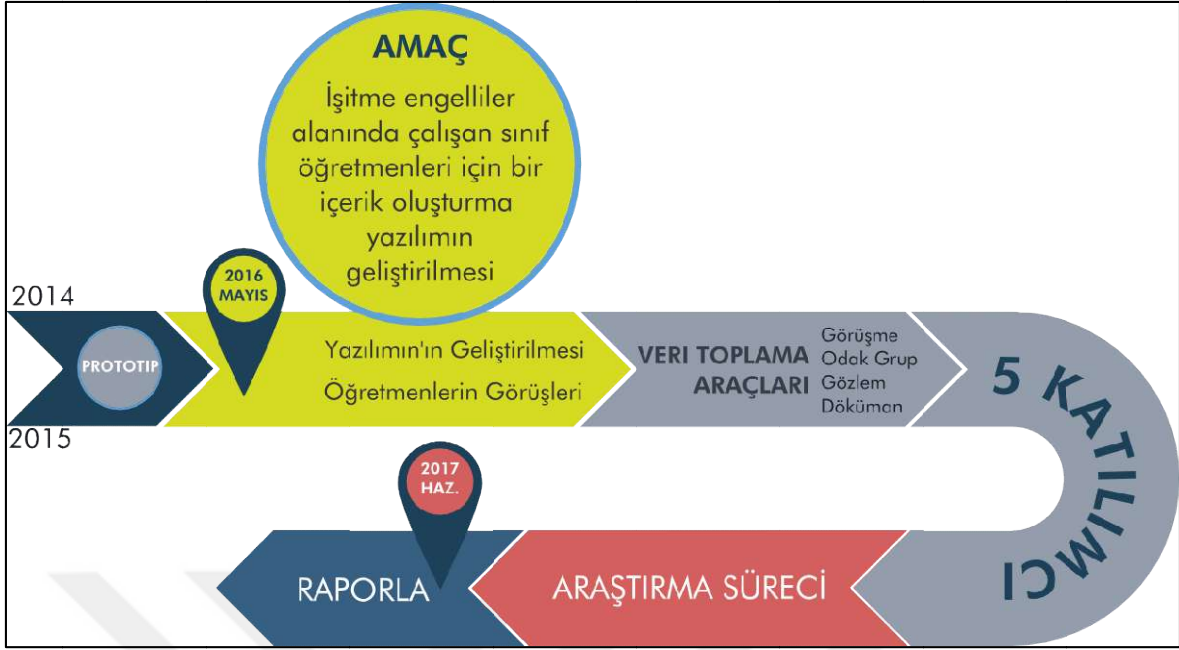 AMAÇ
İşitme engelliler
alanında çalışan sınıf
öğretmenleri için bir
içerik oluşturma
yazılımın
geliştirilmesi
2016
MAYIS
2014
PROTOTIP
2015
Yazılımın'ın Geliştirilmesi
Öğretmenlerin Görüşleri
VERİ TOPLAMA
ARAÇLARI
Görüşme
Odak Grup
Gözlem
Döküman
5 KATILIMCI
2017
HAZ.
ARAŞTIRMA SÜRECİ
RAPORLA